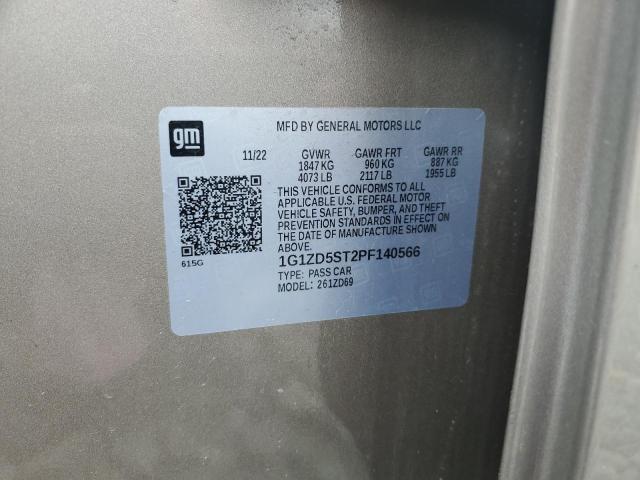 gm
MFD BY GENERAL MOTORS LLC
11/22 GVWR GAWR FRT GAWR RR
1847 KG 960 KG 887 KG
4073 LB 2117 LB 1955 LB
THIS VEHICLE CONFORMS TO ALL
APPLICABLE U.S. FEDERAL MOTOR
VEHICLE SAFETY, BUMPER, AND THEFT
PREVENTION STANDARDS IN EFFECT ON
THE DATE OF MANUFACTURE SHOWN
ABOVE.
615G
1G1ZD5ST2PF140566
TYPE: PASS CAR
MODEL: 261ZD69